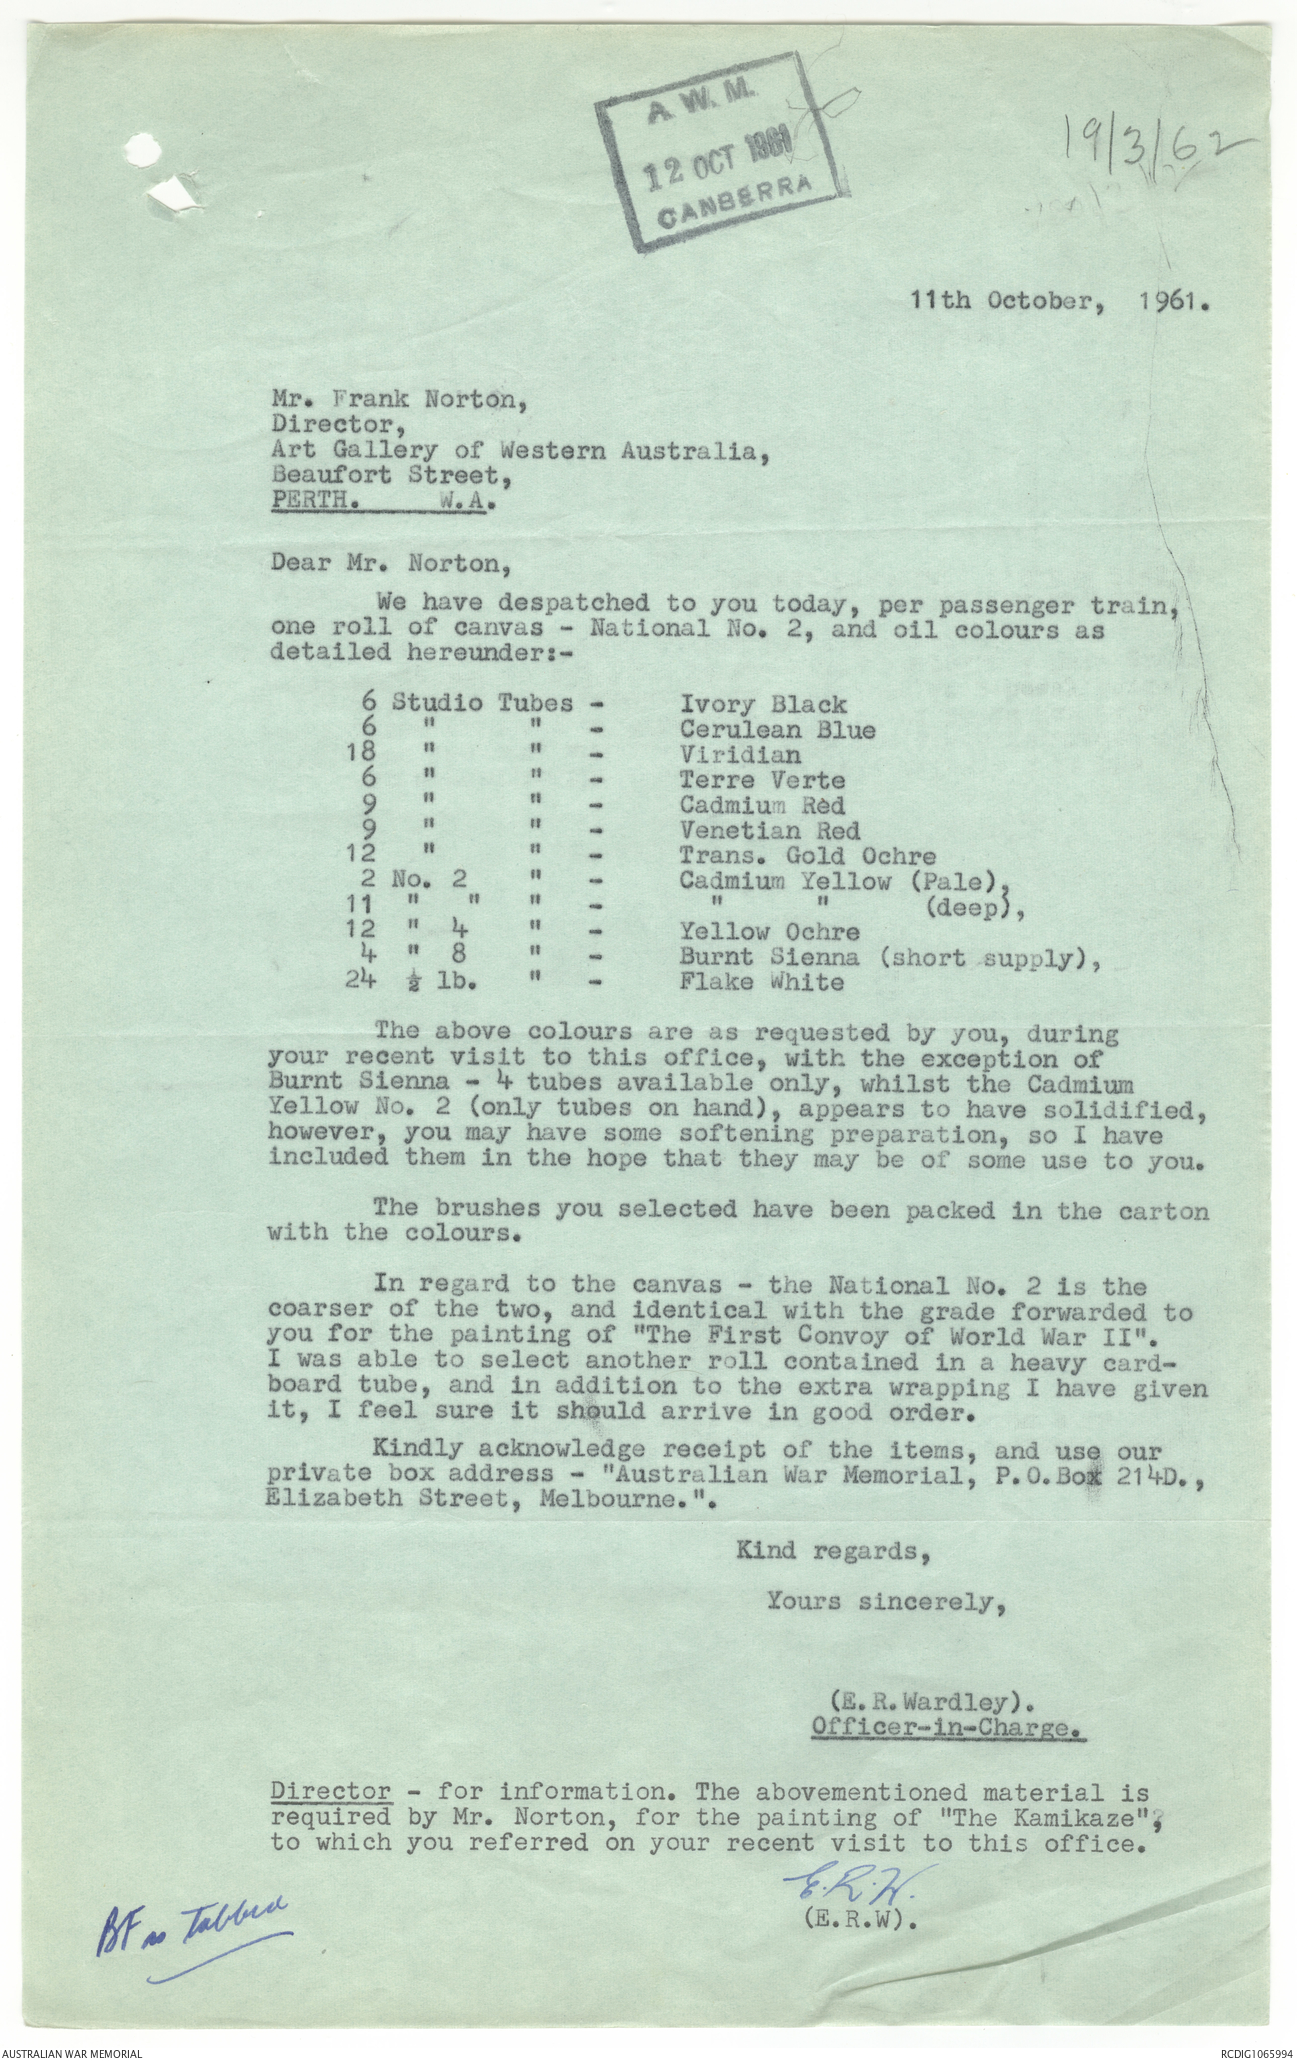 A. W. M.
12 OCT 1961
CANBERRA
19/3/62
11th October, 1961.
Mr. Frank Norton,
Director,
Art Gallery of Western Australia,
Beaufort Street,
PERTH. W.A.
Dear Mr. Norton,
We have despatched to you today, per passenger train,
one roll of canvas - National No. 2, and oil colours as
detailed hereunder:-
6 Studio Tubes - Ivory Black
6 " " - Cerulean Blue
18 " " - Viridian
6 " " - Terre Verte
9 " " - Cadmium Red
9 " " - Venetian Red
12 " " - Trans. Gold Ochre
2 No. 2 " - Cadmium Yellow (Pale),
11 " " " - " " (deep),
12 " 4 " - Yellow Ochre
4 " 8 " - Burnt Sienna (short supply),
24 ½ lb. " - Flake White
The above colours are as requested by you, during
your recent visit to this office, with the exception of
Burnt Sienna - 4 tubes available only, whilst the Cadmium
Yellow No. 2 (only tubes on hand), appears to have solidified,
however, you may have some softening preparation, so I have
included them in the hope that they may be of some use to you.
The brushes you selected have been packed in the carton
with the colours.
In regard to the canvas - the National No. 2 is the
coarser of the two, and identical with the grade forwarded to
you for the painting of "The First Convoy of World War II".
I was able to select another roll contained in a heavy card-
board tube, and in addition to the extra wrapping I have given
it, I feel sure it should arrive in good order.
Kindly acknowledge receipt of the items, and use our
private box address - "Australian War Memorial, P.O.Box 214D.,
Elizabeth Street, Melbourne.".
Kind regards,
Yours sincerely,
(E.R.Wardley).
Officer-in-Charge.
Director - for information. The abovementioned material is
required by Mr. Norton, for the painting of "The Kamikaze",
to which you referred on your recent visit to this office.
E.R.W.
(E.R.W).
BF as Tabbed
AUSTRALIAN WAR MEMORIAL
RCDIG1065994